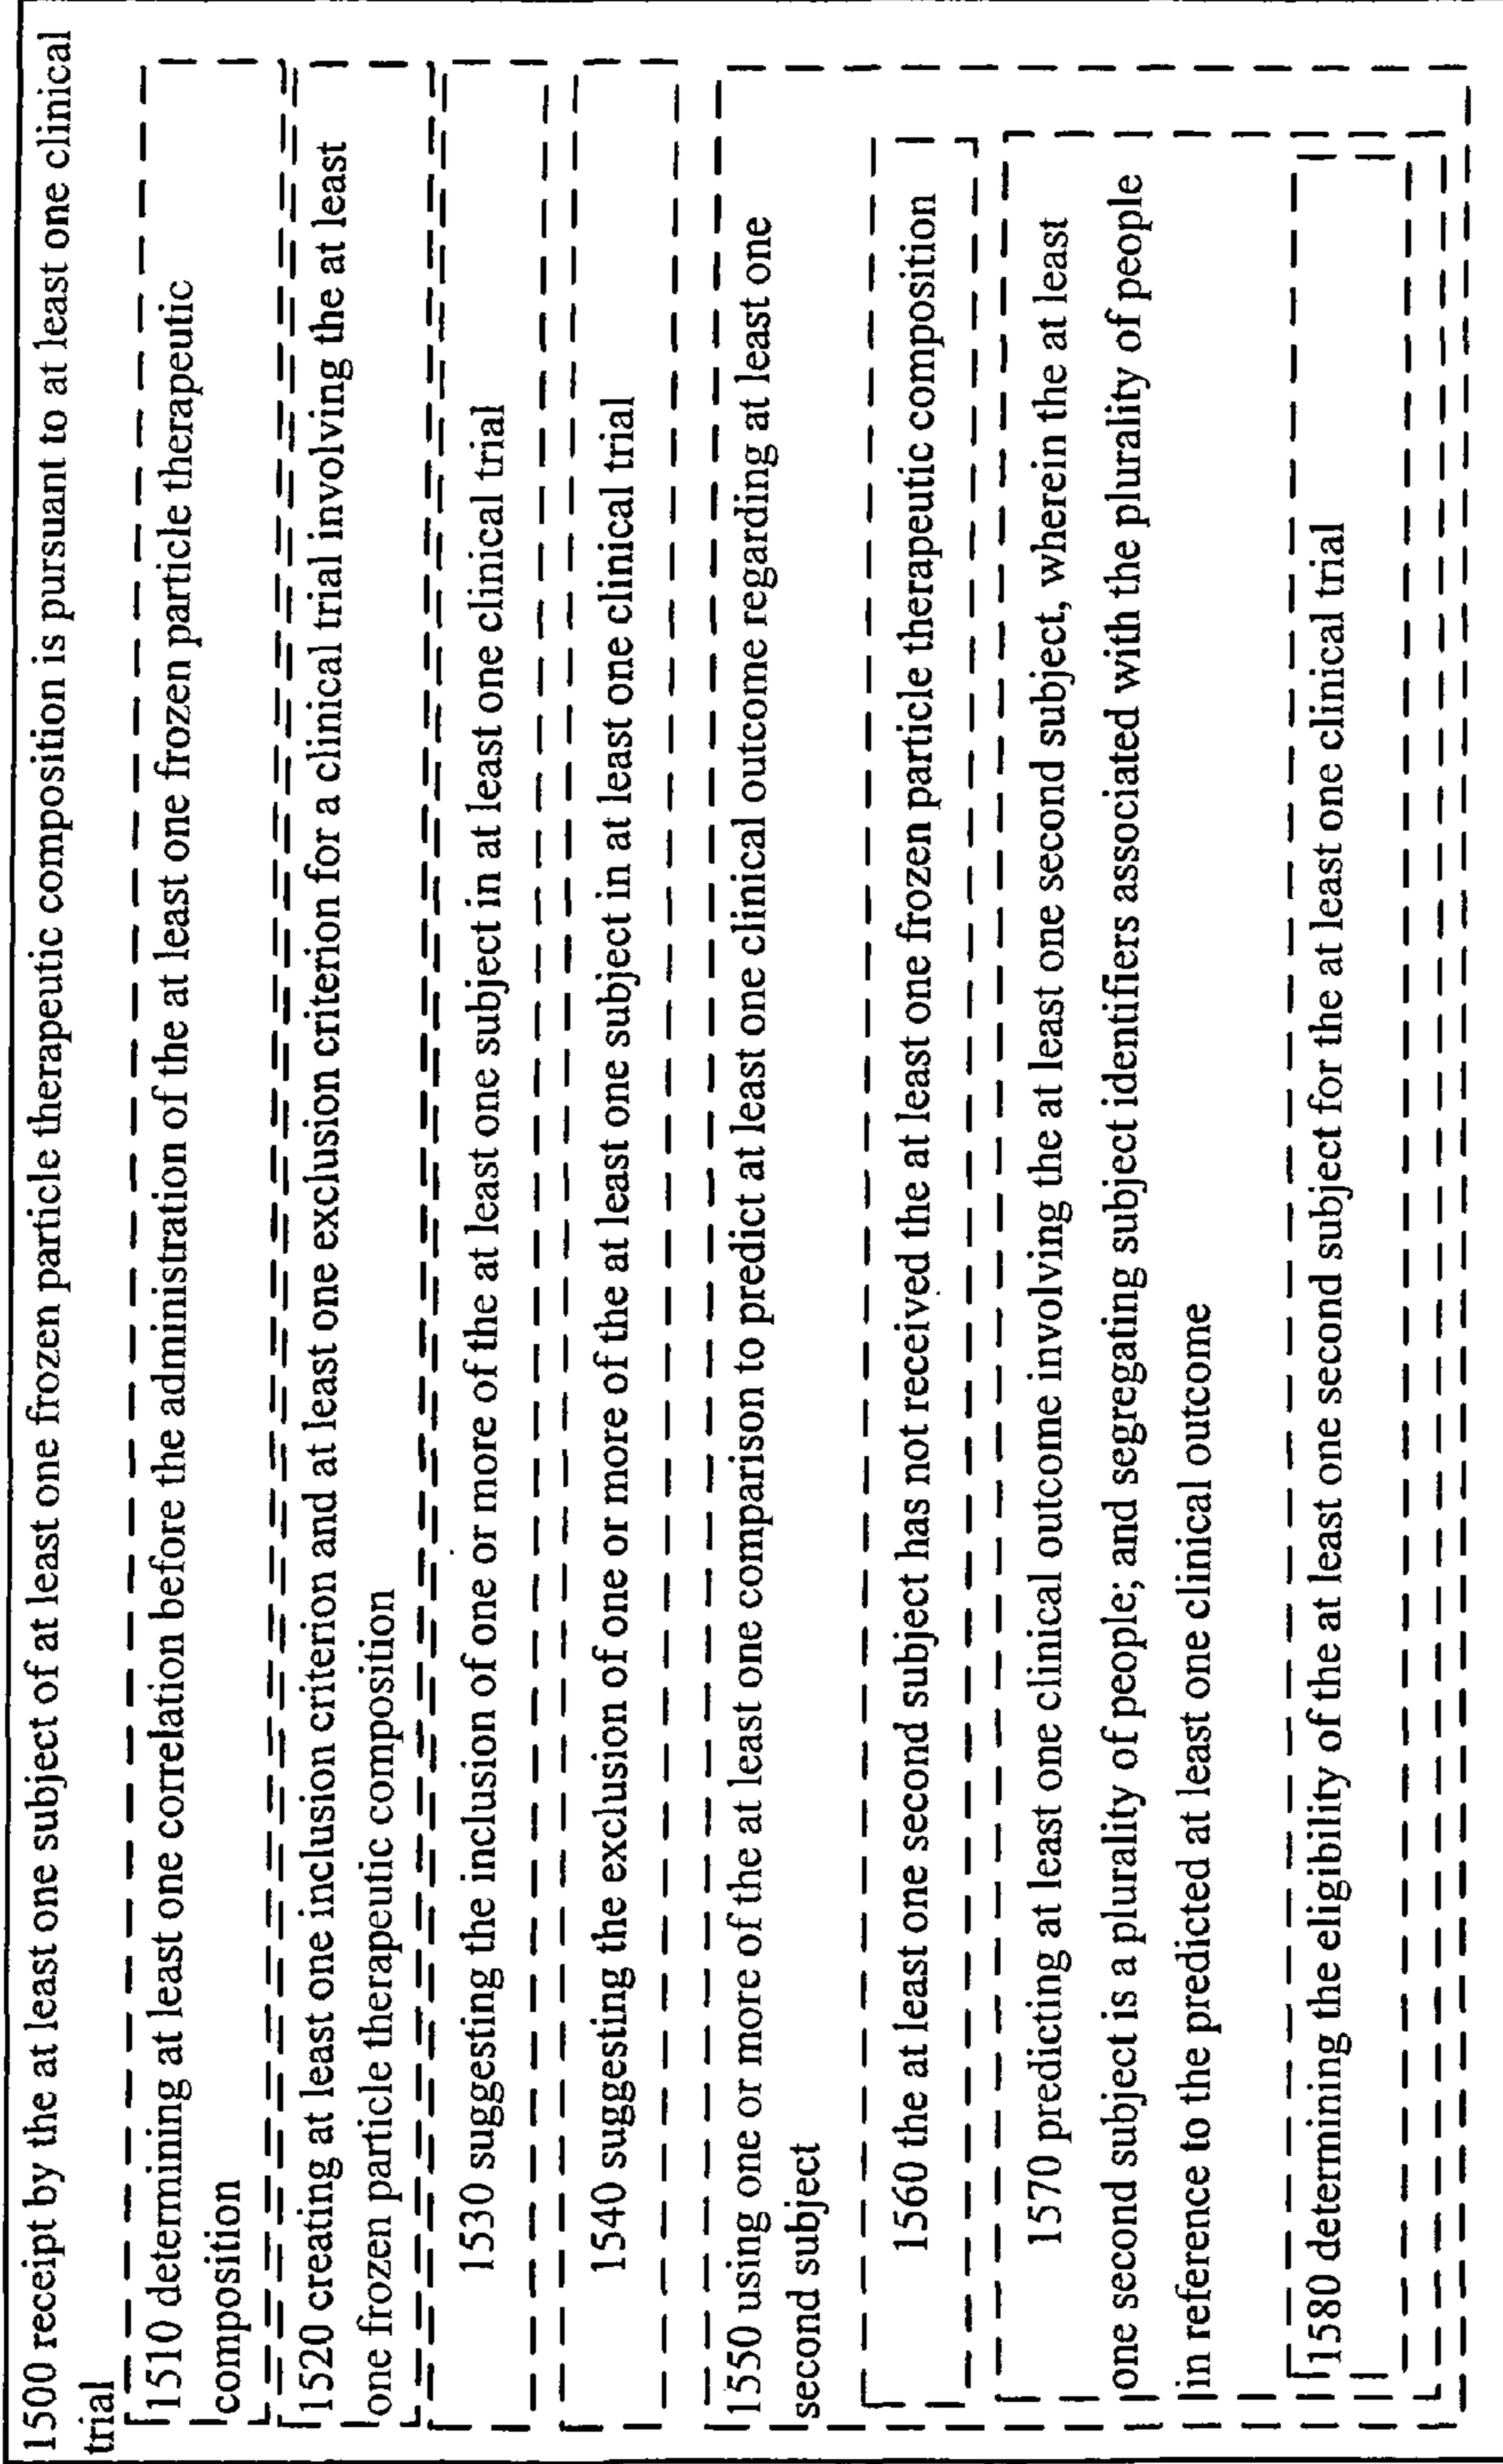 1500 receipt by the at least one subject of at least one frozen particle therapeutic composition is pursuant to at least one clinical
trial
1510 determining at least one correlation before the administration of the at least one frozen particle therapeutic
composition
1520 creating at least one inclusion criterion and at least one exclusion criterion for a clinical trial involving the at least
one frozen particle therapeutic composition
1530 suggesting the inclusion of one or more of the at least one subject in at least one clinical trial
1540 suggesting the exclusion of one or more of the at least one subject in at least one clinical trial
1550 using one or more of the at least one comparison to predict at least one clinical outcome regarding at least one
second subject
1560 the at least one second subject has not received the at least one frozen particle therapeutic composition
1570 predicting at least one clinical outcome involving the at least one second subject, wherein the at least
one second subject is a plurality of people; and segregating subject identifiers associated with the plurality of people
in reference to the predicted at least one clinical outcome
1580 determining the eligibility of the at least one second subject for the at least one clinical trial